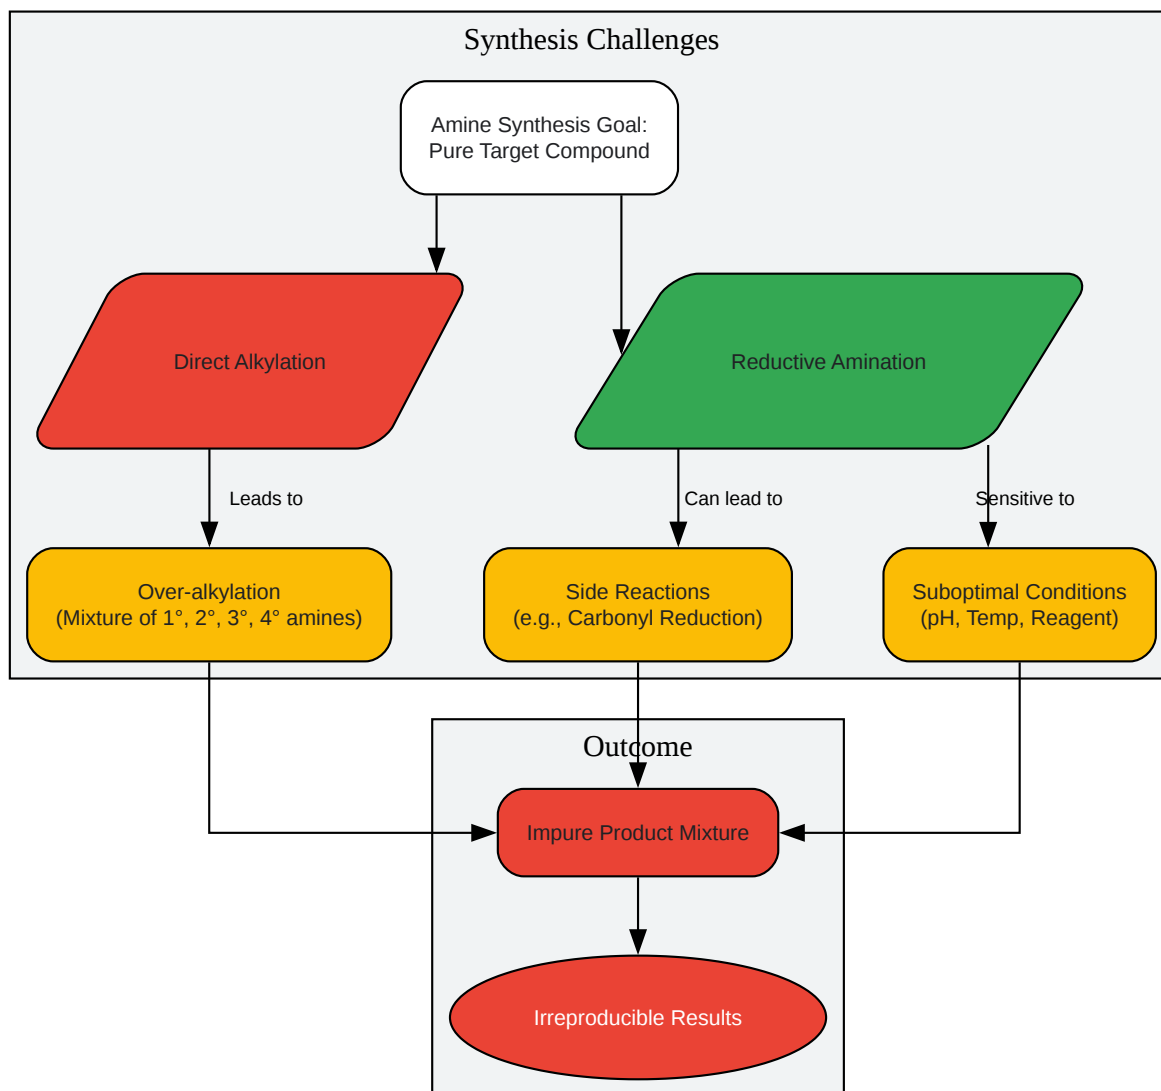 Synthesis Challenges
Amine Synthesis Goal:
Pure Target Compound
Direct Alkylation
Reductive Amination
Leads to
Can lead to
Sensitive to
Over-alkylation
(Mixture of 1°, 2°, 3°, 4° amines)
Side Reactions
(e.g., Carbonyl Reduction)
Suboptimal Conditions
(pH, Temp, Reagent)
Outcome
Impure Product Mixture
Irreproducible Results